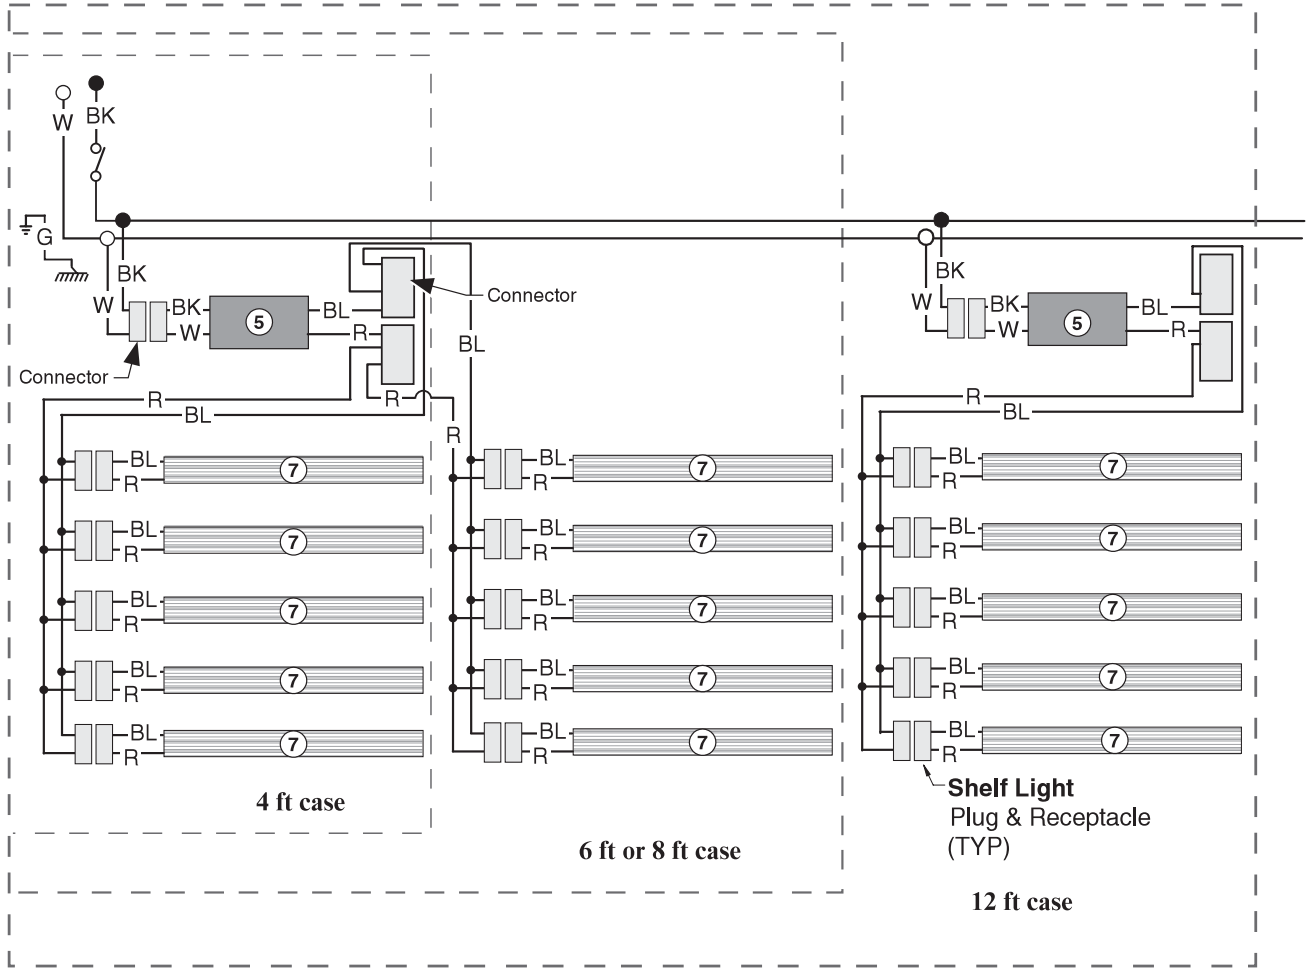 W
BK
G
BK
W
BK
W
5
BL
R
Connector
Connector
BL
R
BL
R
R
BK
W
BK
W
5
BL
R
R
BL
BL
R
7
BL
R
7
BL
R
7
BL
R
7
BL
R
7
BL
R
7
BL
R
7
BL
R
7
BL
R
7
BL
R
7
BL
R
7
BL
R
7
BL
R
7
BL
R
7
BL
R
7
4 ft case
6 ft or 8 ft case
Shelf Light
Plug & Receptacle
(TYP)
12 ft case